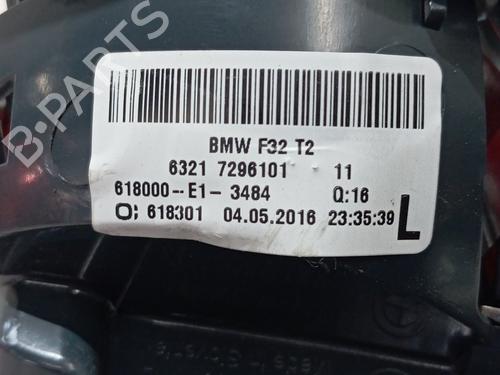 B-PARTS
BMW F32 T2
6321 7296101 11
618000--E1-3484 Q:16
O; 618301 04.05.2016 23:35:39
L